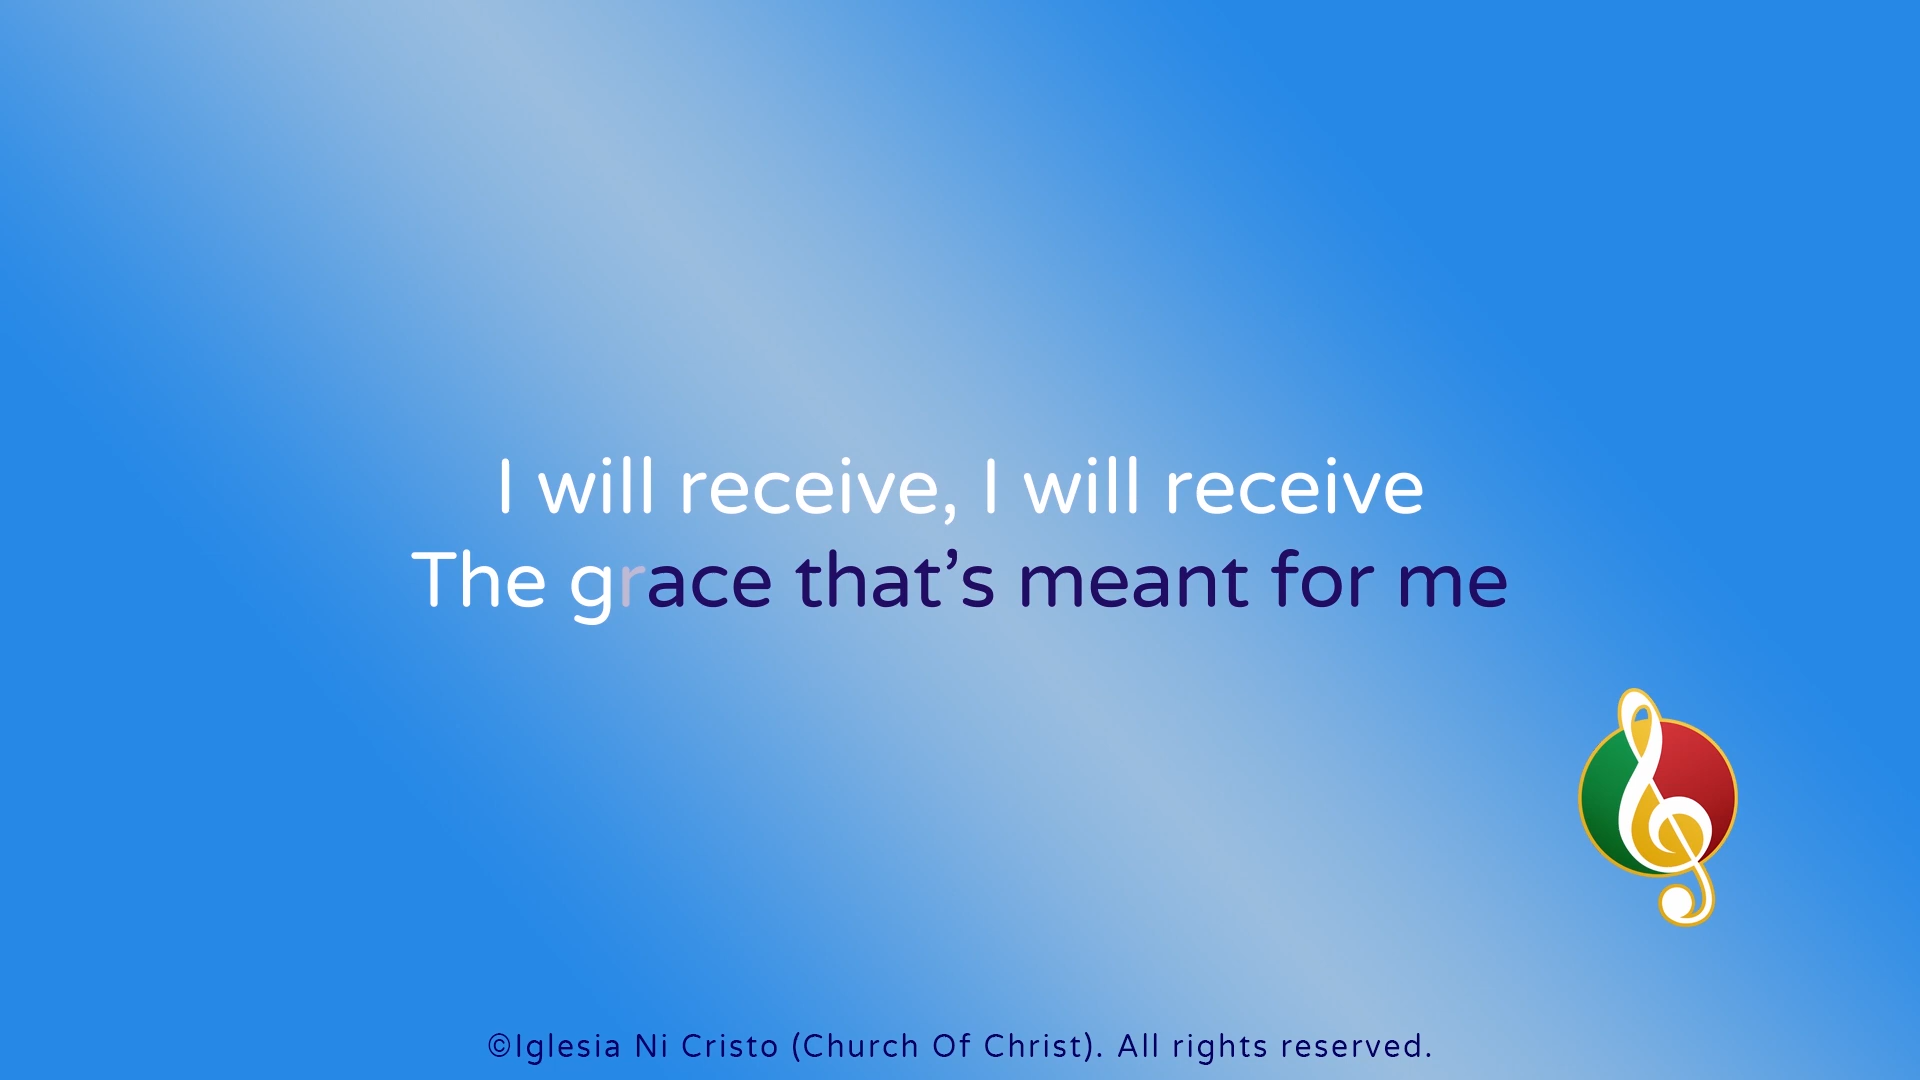 I will receive, I will receive
The grace that’s meant for me
©Iglesia Ni Cristo (Church Of Christ). All rights reserved.